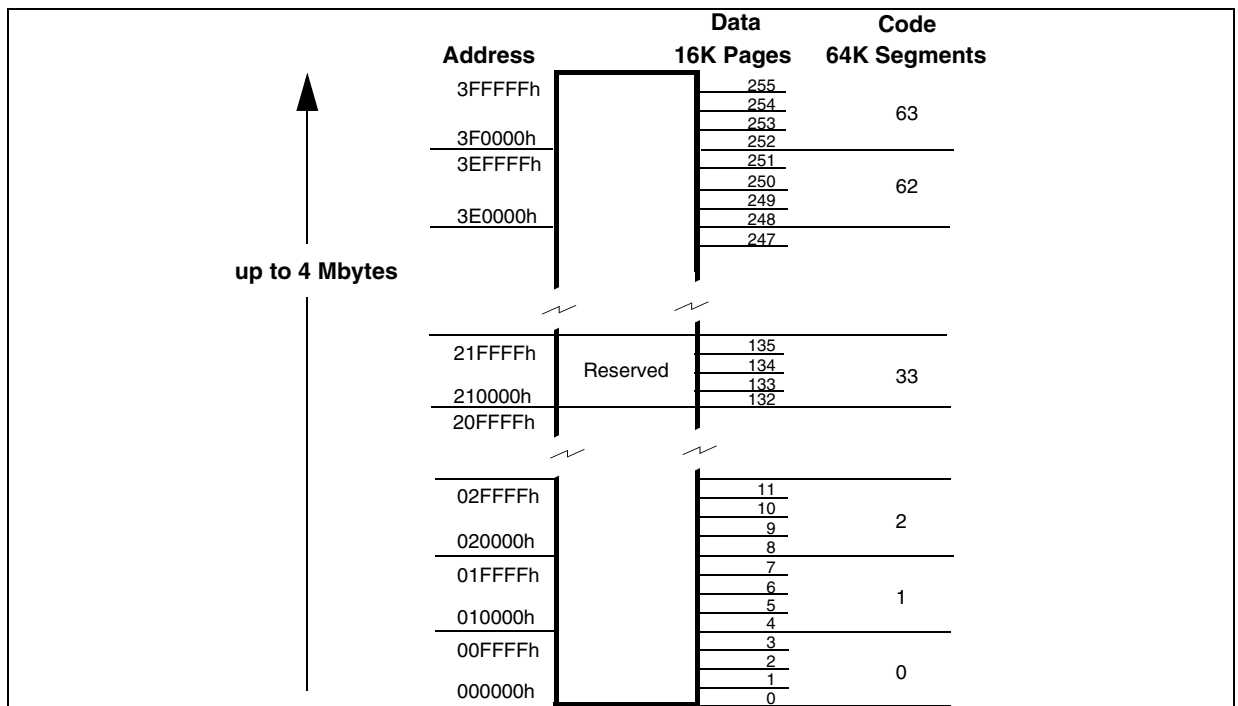 Data Code
Address 16K Pages 64K Segments
3FFFFFh 255
254
253 63
3F0000h 252
3EFFFFh 251
250 62
249
3E0000h 248
247
up to 4 Mbytes
21FFFFh 135
Reserved 134 33
133
210000h 132
20FFFFh
02FFFFh 11
10
9 2
020000h 8
01FFFFh 7
6
5 1
010000h 4
00FFFFh 3
2
1 0
000000h 0